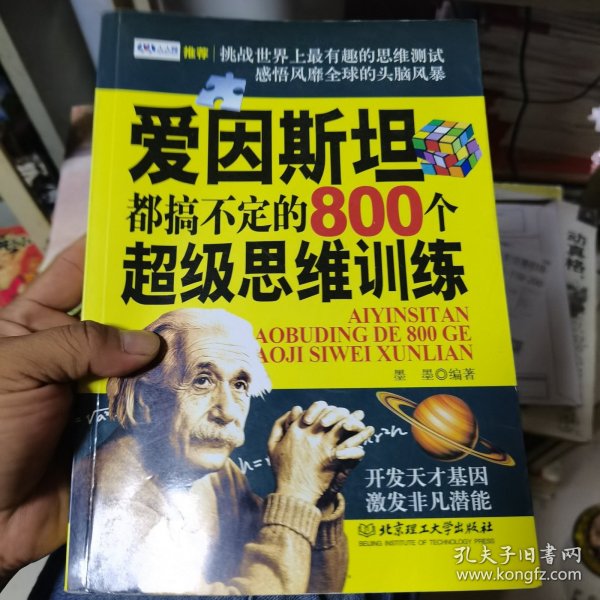 推荐
挑战世界上最有趣的思维测试
感悟风靡全球的头脑风暴
爱因斯坦
都搞不定的800个
超级思维训练
AIYINSITAN
AOBUDING DE 800 GE
AOJI SIWEI XUNLIAN
墨 墨◎编著
开发天才基因
激发非凡潜能
北京理工大学出版社
BEIJING INSTITUTE OF TECHNOLOGY PRESS
动真格
孔夫子旧书网
www.kongfz.com